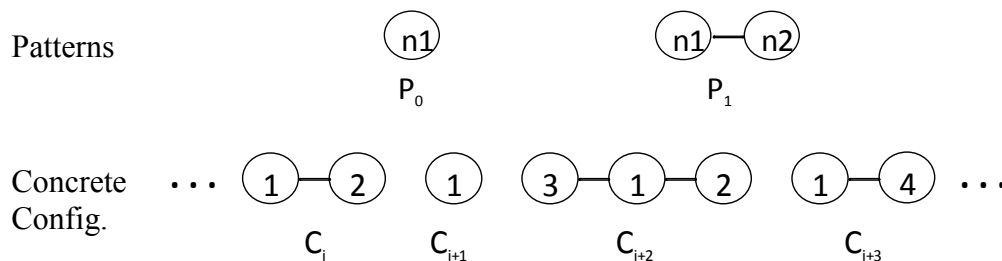 Patterns n1 n1 n2
P₀ P₁
Concrete Config. ... 1 2 1 3 1 2 1 4 ...
Cᵢ Cᵢ₊₁ Cᵢ₊₂ Cᵢ₊₃